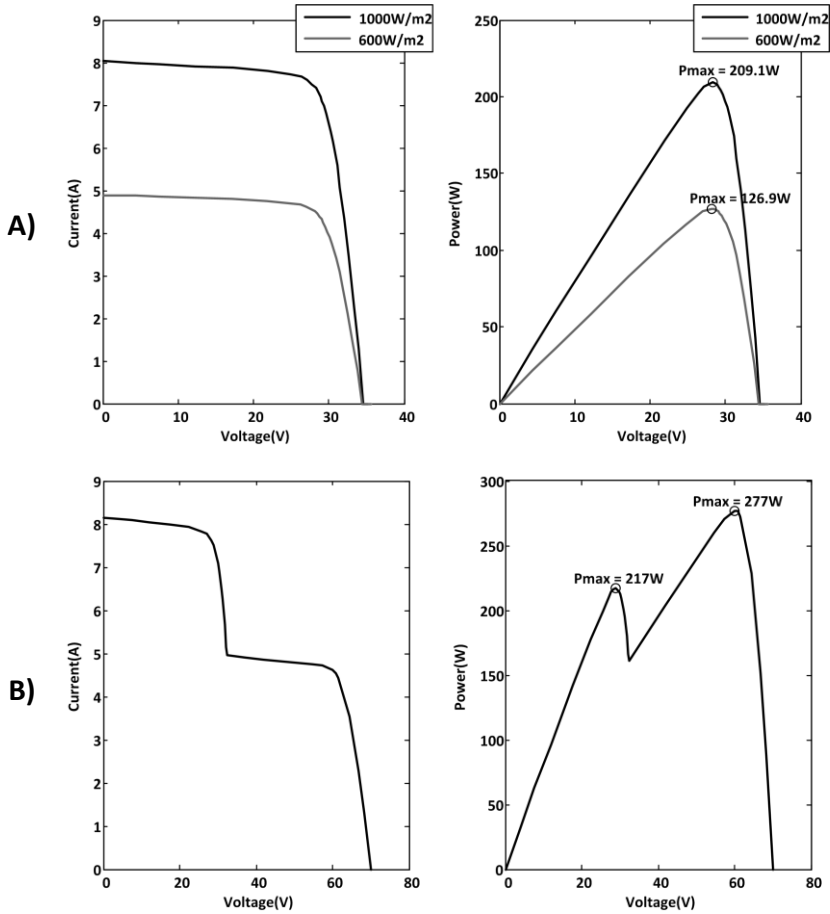 A)
1000W/m2
600W/m2
9
8
7
6
5
4
3
2
1
0
Current(A)
0 10 20 30 40
Voltage(V)
1000W/m2
600W/m2
Pmax = 209.1W
Pmax = 126.9W
250
200
150
100
50
0
Power(W)
0 10 20 30 40
Voltage(V)
B)
9
8
7
6
5
4
3
2
1
0
Current(A)
0 20 40 60 80
Voltage(V)
Pmax = 277W
Pmax = 217W
300
250
200
150
100
50
0
Power(W)
0 20 40 60 80
Voltage(V)